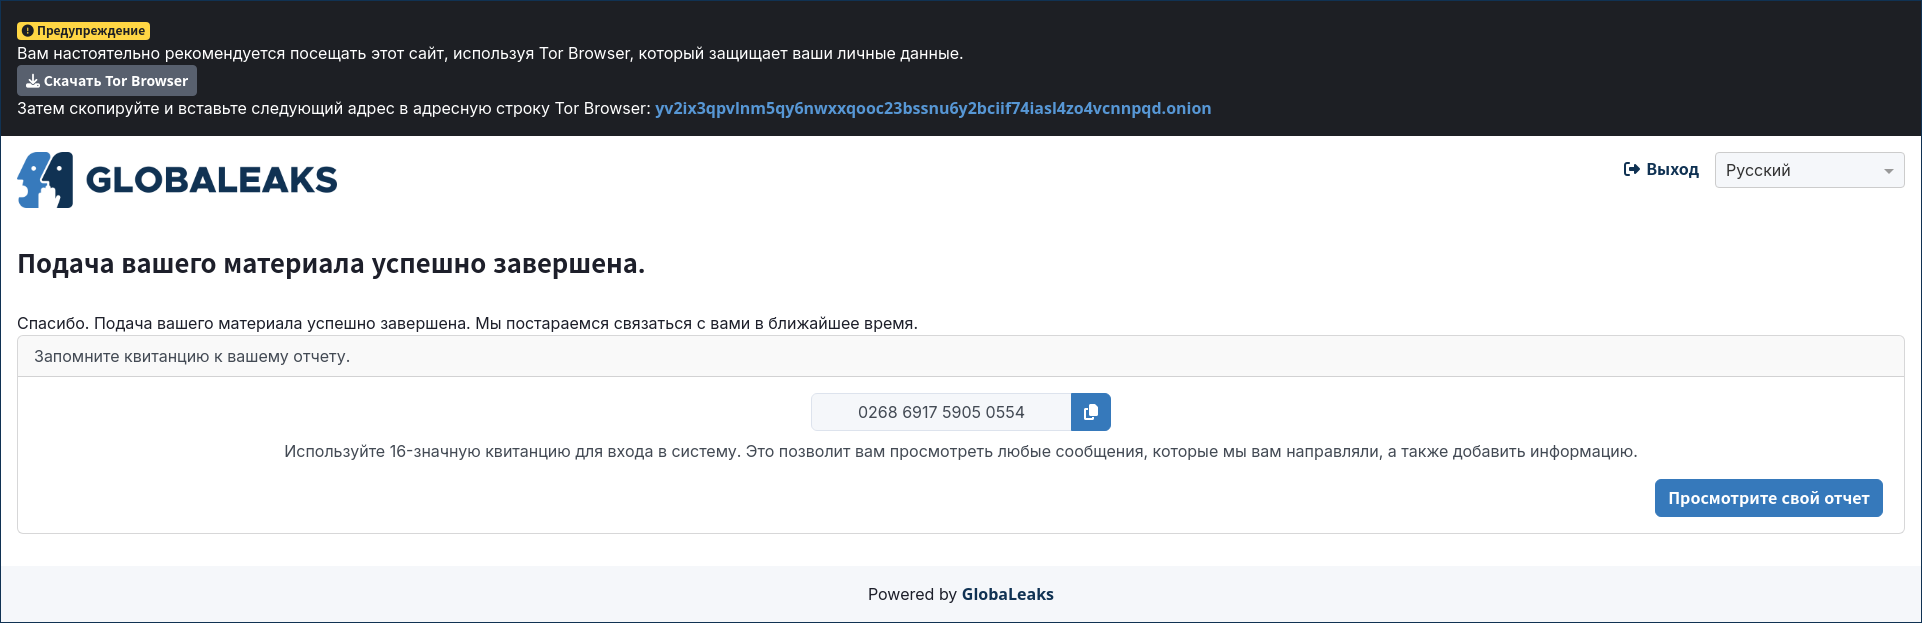 Предупреждение
Вам настоятельно рекомендуется посещать этот сайт, используя Tor Browser, который защищает ваши личные данные.
Скачать Tor Browser
Затем скопируйте и вставьте следующий адрес в адресную строку Tor Browser: yv2ix3qpvlnm5qy6nwxxqooc23bssnu6y2bciif74iasl4zo4vcnnpqd.onion
GLOBALEAKS
Выход
Русский
Подача вашего материала успешно завершена.
Спасибо. Подача вашего материала успешно завершена. Мы постараемся связаться с вами в ближайшее время.
Запомните квитанцию к вашему отчету.
0268 6917 5905 0554
Используйте 16-значную квитанцию для входа в систему. Это позволит вам просмотреть любые сообщения, которые мы вам направляли, а также добавить информацию.
Просмотрите свой отчет
Powered by GlobaLeaks